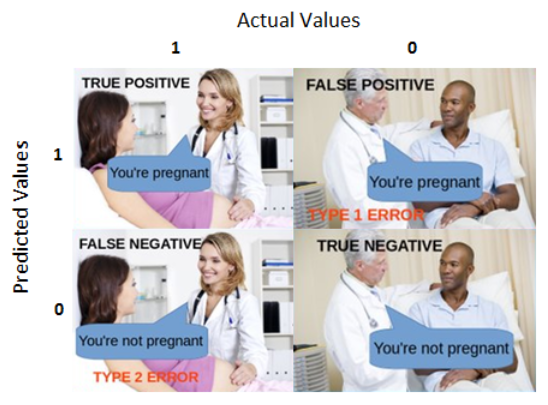 Actual Values
1 0
Predicted Values
1
TRUE POSITIVE
You're pregnant
FALSE POSITIVE
You're pregnant
TYPE 1 ERROR
0
FALSE NEGATIVE
You're not pregnant
TYPE 2 ERROR
TRUE NEGATIVE
You're not pregnant